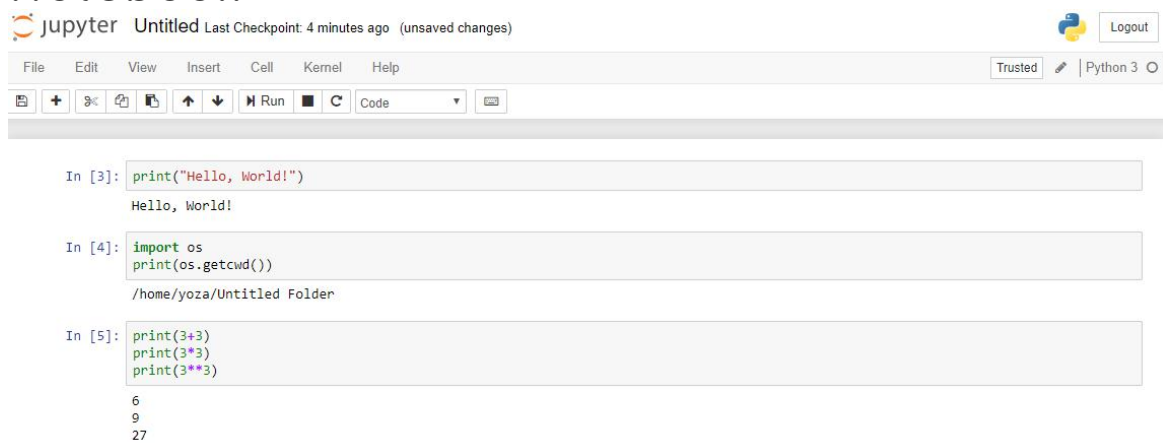 jupyter Untitled Last Checkpoint: 4 minutes ago (unsaved changes) Logout
File Edit View Insert Cell Kernel Help Trusted Python 3
Run Code
In [3]: print("Hello, World!")
Hello, World!
In [4]: import os
print(os.getcwd())
/home/yoza/Untitled Folder
In [5]: print(3+3)
print(3*3)
print(3**3)
6
9
27